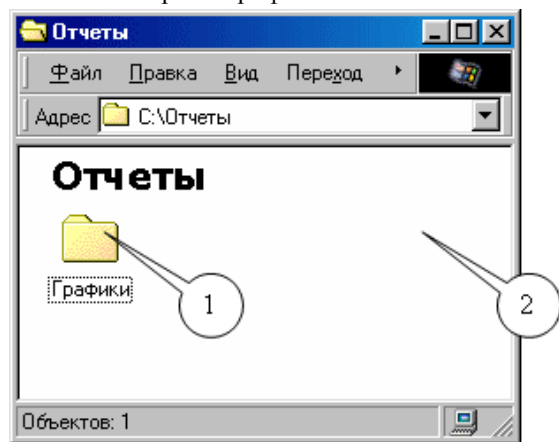 Отчеты
Файл Правка Вид Переход
Адрес C:\Отчеты
Отчеты
Графики
1
2
Объектов: 1